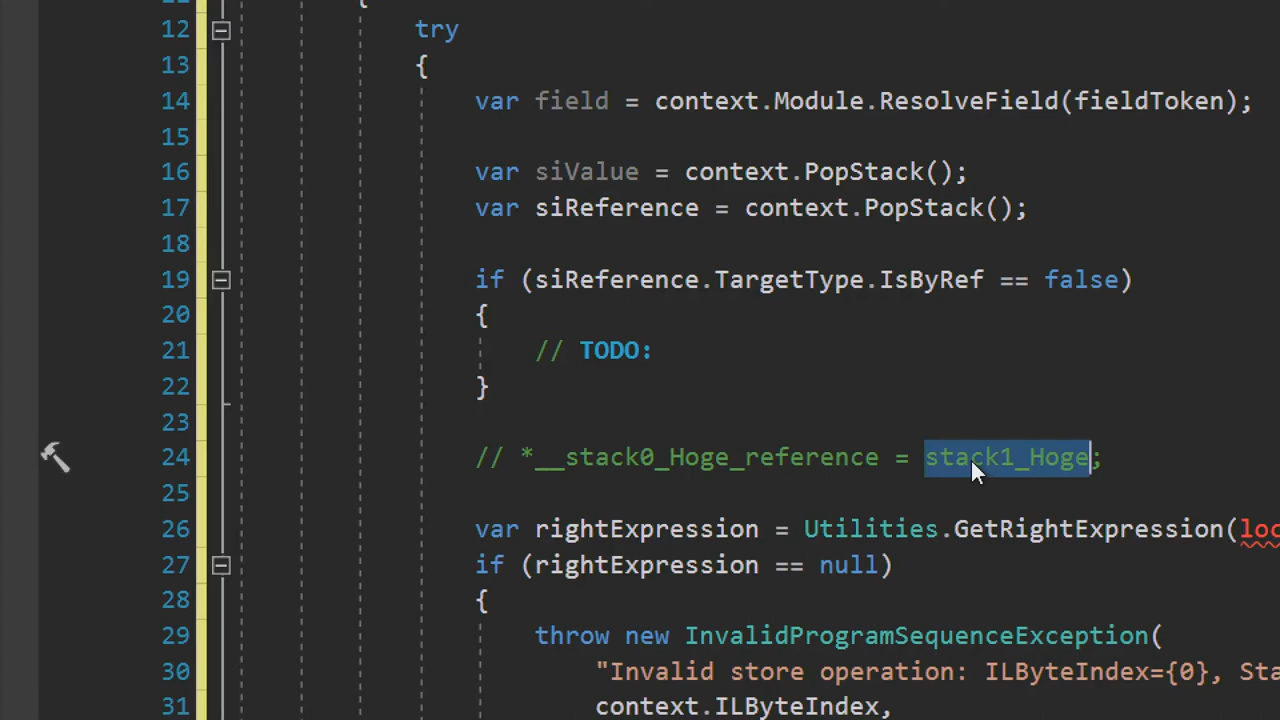 12 try
13 {
14 var field = context.Module.ResolveField(fieldToken);
15
16 var siValue = context.PopStack();
17 var siReference = context.PopStack();
18
19 if (siReference.TargetType.IsByRef == false)
20 {
21 // TODO:
22 }
23
24 // *__stack0_Hoge_reference = stack1_Hoge;
25
26 var rightExpression = Utilities.GetRightExpression(loc
27 if (rightExpression == null)
28 {
29 throw new InvalidProgramSequenceException(
30 "Invalid store operation: ILByteIndex={0}, Sta
31 context.ILByteIndex,